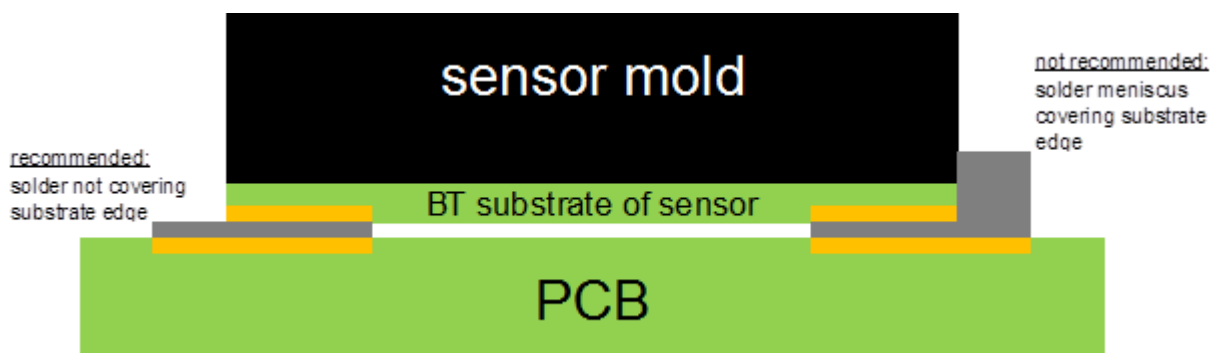 sensor mold
not recommended:
solder meniscus
covering substrate
edge
recommended:
solder not covering
substrate edge
BT substrate of sensor
PCB